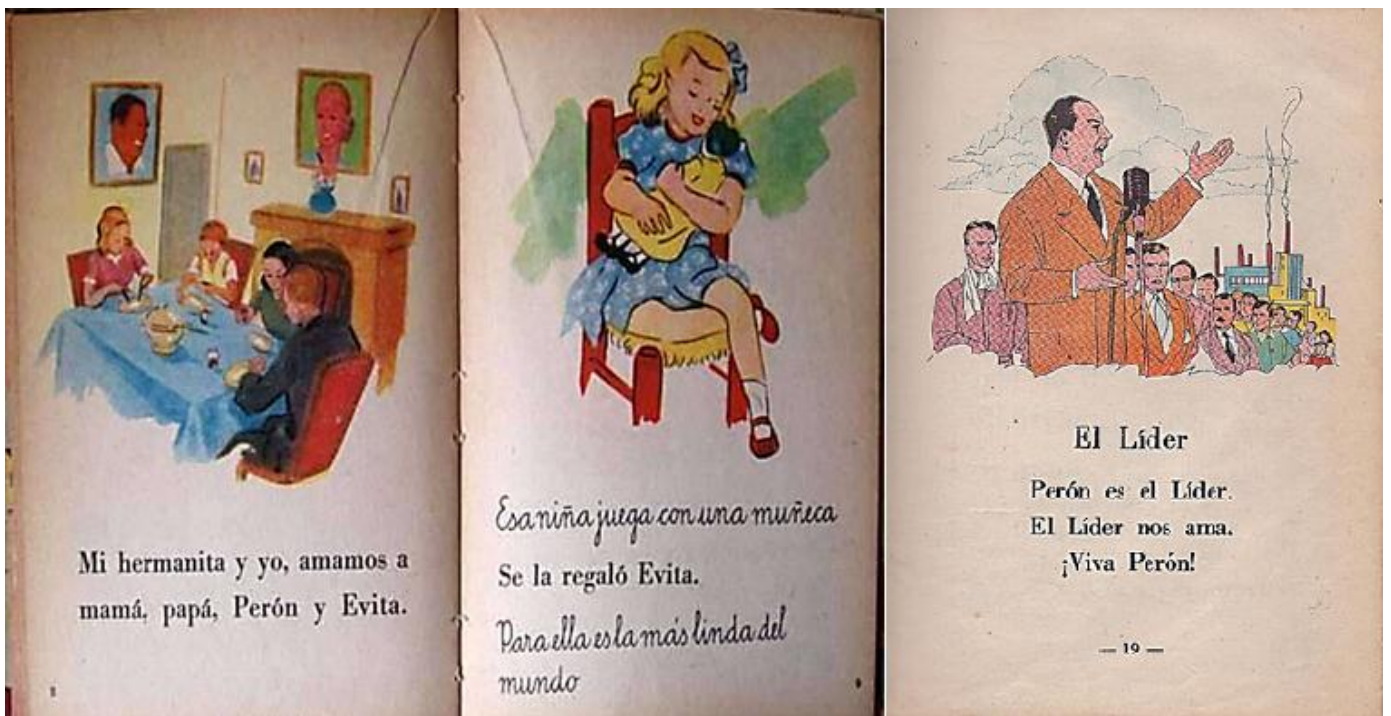 Mi hermanita y yo, amamos a
mamá, papá, Perón y Evita.
8
Esa niña juega con una muñeca
Se la regaló Evita.
Para ella es la más linda del
mundo
9
El Líder
Perón es el Líder.
El Líder nos ama.
¡Viva Perón!
— 19 —